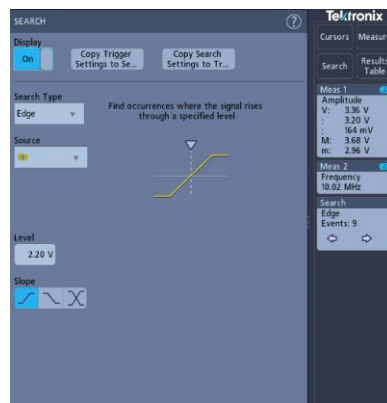 SEARCH
?
Display
On
Copy Trigger
Settings to Se...
Copy Search
Settings to Tr...
Search Type
Edge
Find occurrences where the signal rises
through a specified level
Source
Level
2.20 V
Slope
Tektronix
Cursors
Measure
Search
Results
Table
Meas 1
Amplitude
V: 3.36 V
: 3.20 V
: 164 mV
M: 3.68 V
m: 2.96 V
Meas 2
Frequency
10.02 MHz
Search
Edge
Events: 9